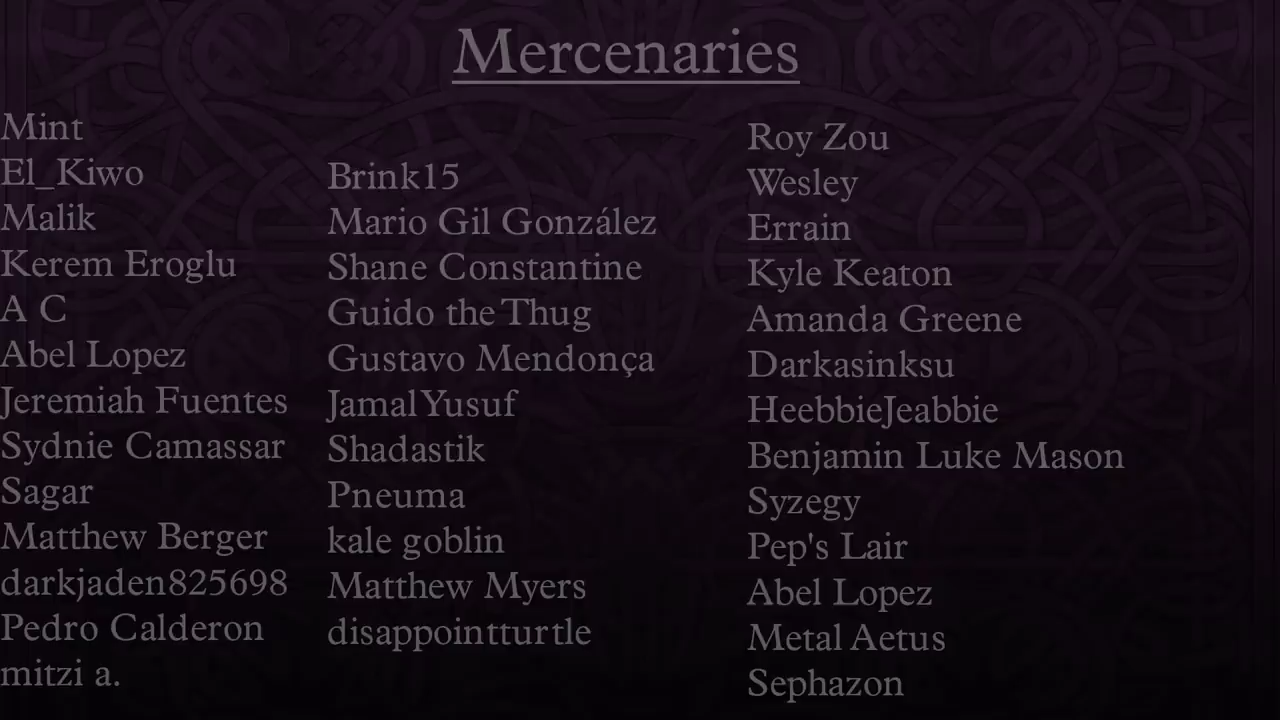 Mercenaries
Mint
El_Kiwo
Malik
Kerem Eroglu
A C
Abel Lopez
Jeremiah Fuentes
Sydnie Camassar
Sagar
Matthew Berger
darkjaden825698
Pedro Calderon
mitzi a.
Brink15
Mario Gil González
Shane Constantine
Guido the Thug
Gustavo Mendonça
Jamal Yusuf
Shadastik
Pneuma
kale goblin
Matthew Myers
disappointturtle
Roy Zou
Wesley
Errain
Kyle Keaton
Amanda Greene
Darkasinksu
HeebbieJeabbie
Benjamin Luke Mason
Syzegy
Pep's Lair
Abel Lopez
Metal Aetus
Sephazon